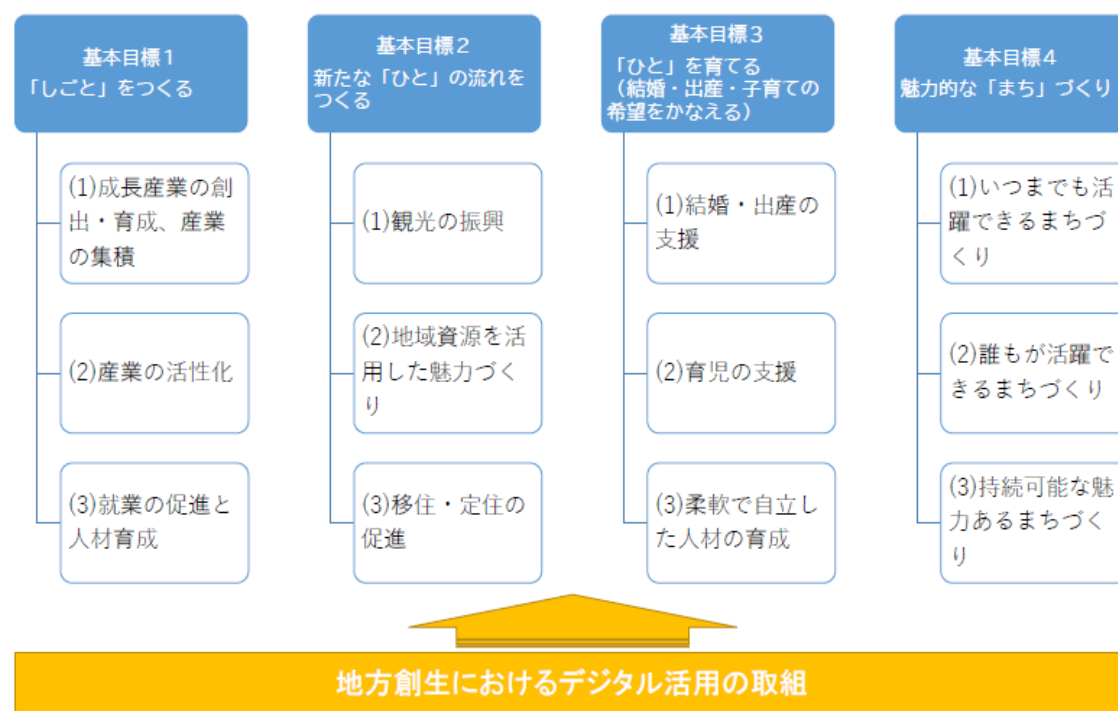 基本目標1
「しごと」をつくる
(1)成長産業の創
出・育成、産業
の集積
(2)産業の活性化
(3)就業の促進と
人材育成
基本目標2
新たな「ひと」の流れを
つくる
(1)観光の振興
(2)地域資源を活
用した魅力づく
り
(3)移住・定住の
促進
基本目標3
「ひと」を育てる
(結婚・出産・子育ての
希望をかなえる)
(1)結婚・出産の
支援
(2)育児の支援
(3)柔軟で自立し
た人材の育成
基本目標4
魅力的な「まち」づくり
(1)いつまでも活
躍できるまちづ
くり
(2)誰もが活躍で
きるまちづくり
(3)持続可能な魅
力あるまちづく
り
地方創生におけるデジタル活用の取組